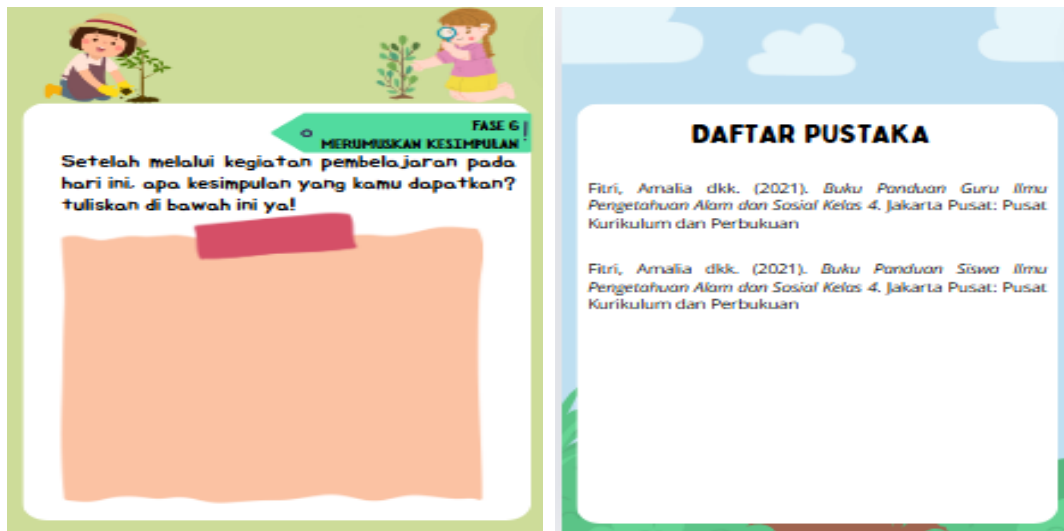 FASE 6
MERUMUSKAN KESIMPULAN
Setelah melalui kegiatan pembelajaran pada
hari ini. apa kesimpulan yang kamu dapatkan?
tuliskan di bawah ini ya!
DAFTAR PUSTAKA
Fitri, Amalia dkk. (2021). Buku Panduan Guru Ilmu
Pengetahuan Alam dan Sosial Kelas 4. Jakarta Pusat: Pusat
Kurikulum dan Perbukuan
Fitri, Amalia dkk. (2021). Buku Panduan Siswa Ilmu
Pengetahuan Alam dan Sosial Kelas 4. Jakarta Pusat: Pusat
Kurikulum dan Perbukuan